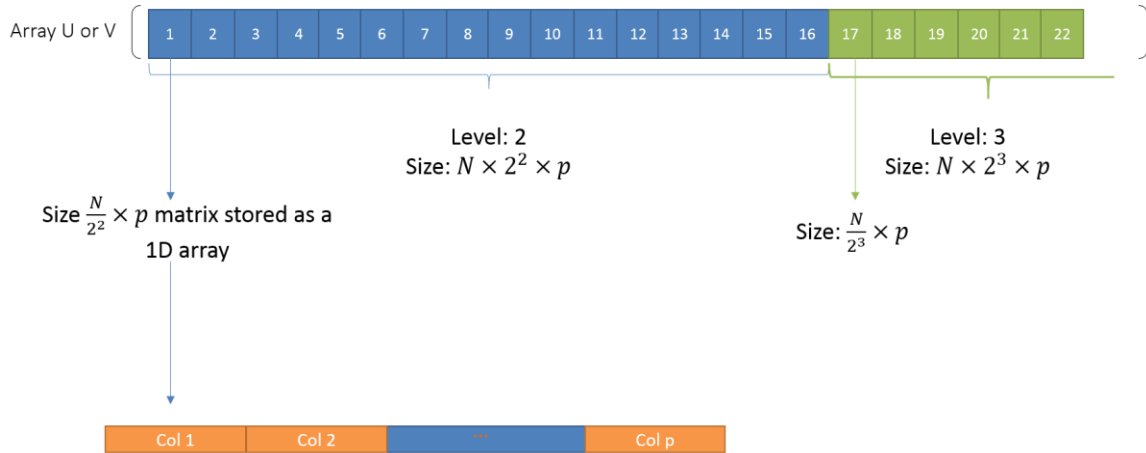 Array U or V
1 2 3 4 5 6 7 8 9 10 11 12 13 14 15 16 17 18 19 20 21 22
Level: 2
Size: N × 2² × p
Level: 3
Size: N × 2³ × p
Size N/2² × p matrix stored as a
1D array
Size: N/2³ × p
Col 1 Col 2 ... Col p